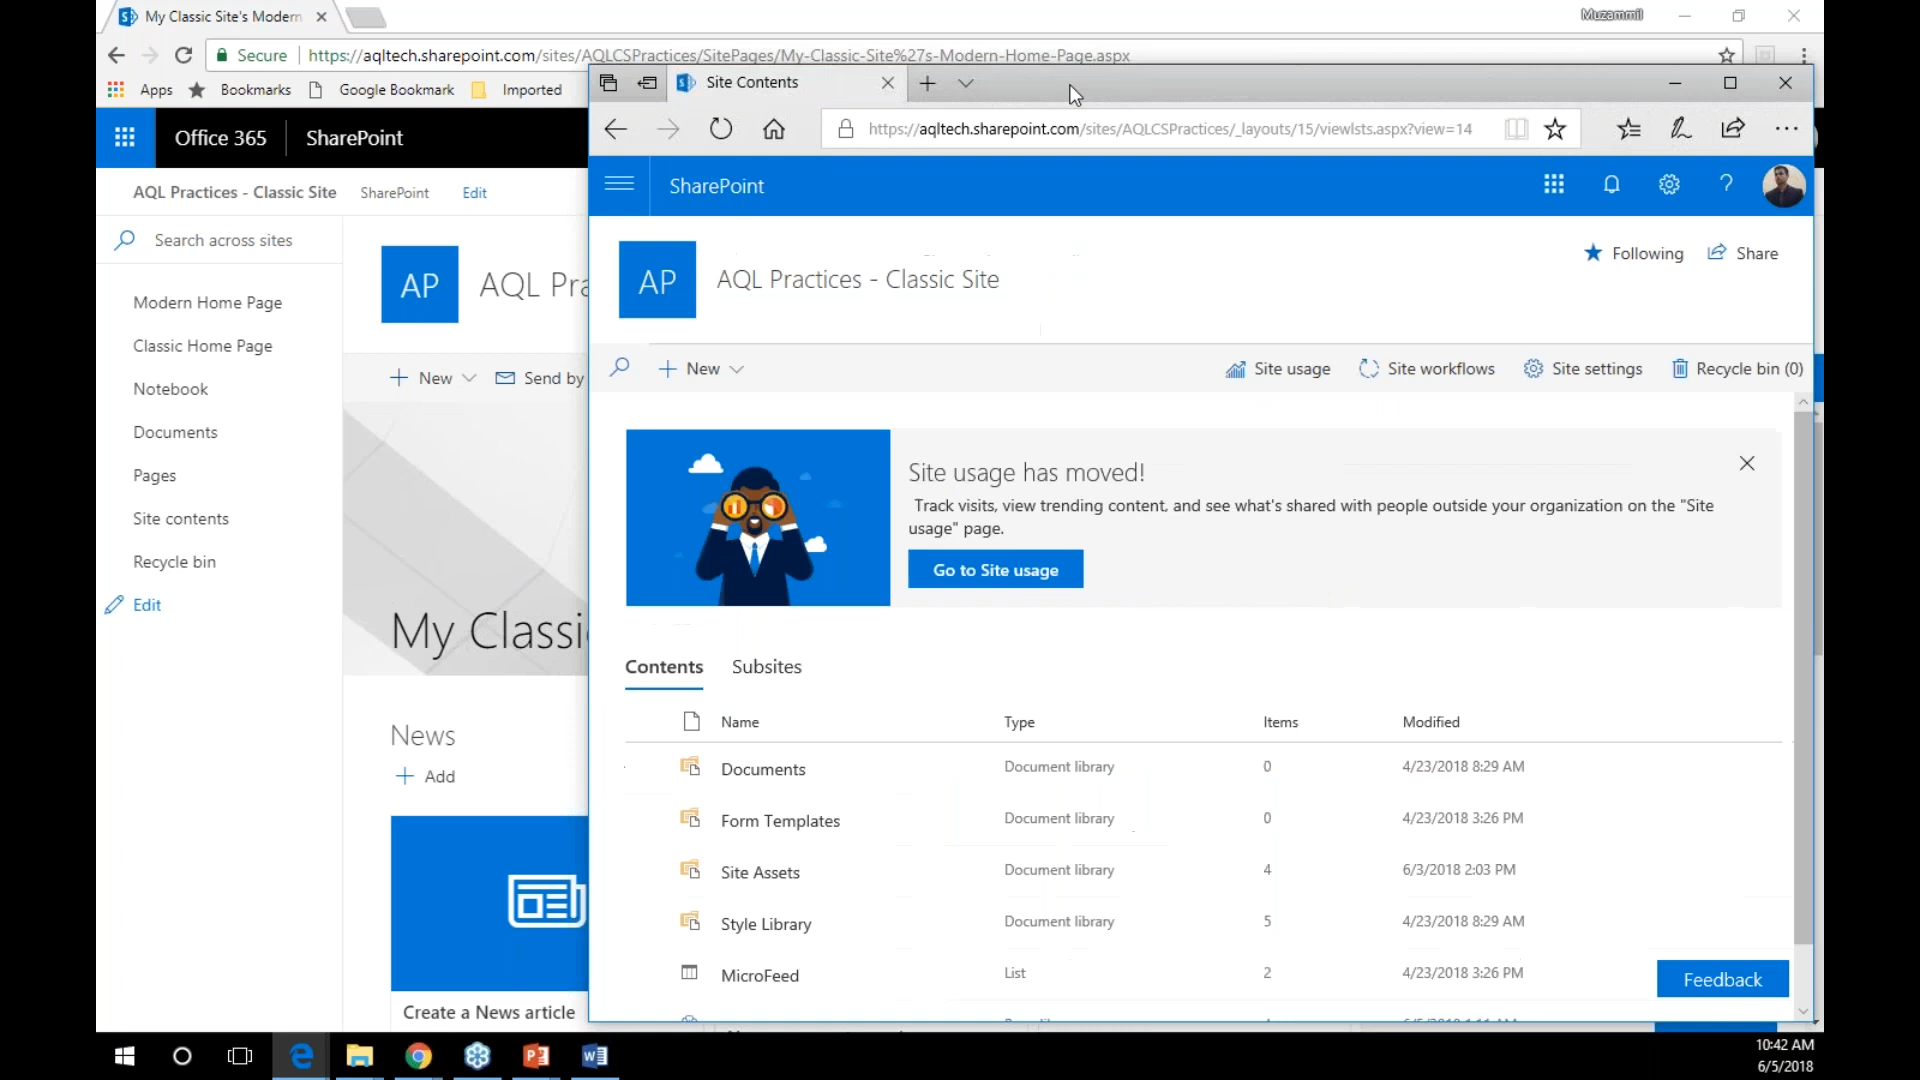 My Classic Site's Modern
Muzammil
Secure
https://aqltech.sharepoint.com/sites/AQLCSPractices/SitePages/My-Classic-Site%27s-Modern-Home-Page.aspx
Apps
Bookmarks
Google Bookmark
Imported
Office 365
SharePoint
AQL Practices - Classic Site
SharePoint
Edit
Search across sites
Modern Home Page
Classic Home Page
Notebook
Documents
Pages
Site contents
Recycle bin
Edit
AP
AQL Pra
New
Send by
My Classi
News
Add
Create a News article
Site Contents
https://aqltech.sharepoint.com/sites/AQLCSPractices/_layouts/15/viewlsts.aspx?view=14
SharePoint
AP
AQL Practices - Classic Site
Following
Share
New
Site usage
Site workflows
Site settings
Recycle bin (0)
Site usage has moved!
Track visits, view trending content, and see what's shared with people outside your organization on the "Site
usage" page.
Go to Site usage
Contents
Subsites
Name Type Items Modified
Documents Document library 0 4/23/2018 8:29 AM
Form Templates Document library 0 4/23/2018 3:26 PM
Site Assets Document library 4 6/3/2018 2:03 PM
Style Library Document library 5 4/23/2018 8:29 AM
MicroFeed List 2 4/23/2018 3:26 PM
Feedback
10:42 AM
6/5/2018